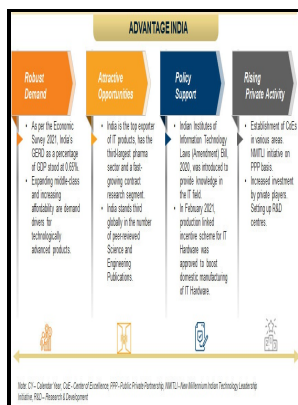 ADVANTAGE INDIA
Robust
Demand
• As per the Economic
Survey 2021, India's
GERD as a percentage
of GDP stood at 0.65%.
• Expanding middle-class
and increasing
affordability are demand
drivers for
technologically
advanced products.
Attractive
Opportunities
• India is the top exporter
of IT products, has the
third-largest pharma
sector and a fast-
growing contract
research segment.
• India stands third
globally in the number
of peer-reviewed
Science and
Engineering
Publications.
Policy
Support
• Indian Institutes of
Information Technology
Laws (Amendment) Bill,
2020, was introduced to
provide knowledge in
the IT field.
• In February 2021,
production linked
incentive scheme for IT
Hardware was
approved to boost
domestic manufacturing
of IT Hardware.
Rising
Private Activity
• Establishment of CoEs
in various areas
NMITLI initiative on
PPP basis.
• Increased investment
by private players.
Setting up R&D
centres.
Note: CY – Calendar Year, CoE - Center of Excellence, PPP - Public Private Partnership, NMITLI – New Millennium Indian Technology Leadership
Initiative, R&D – Research & Development